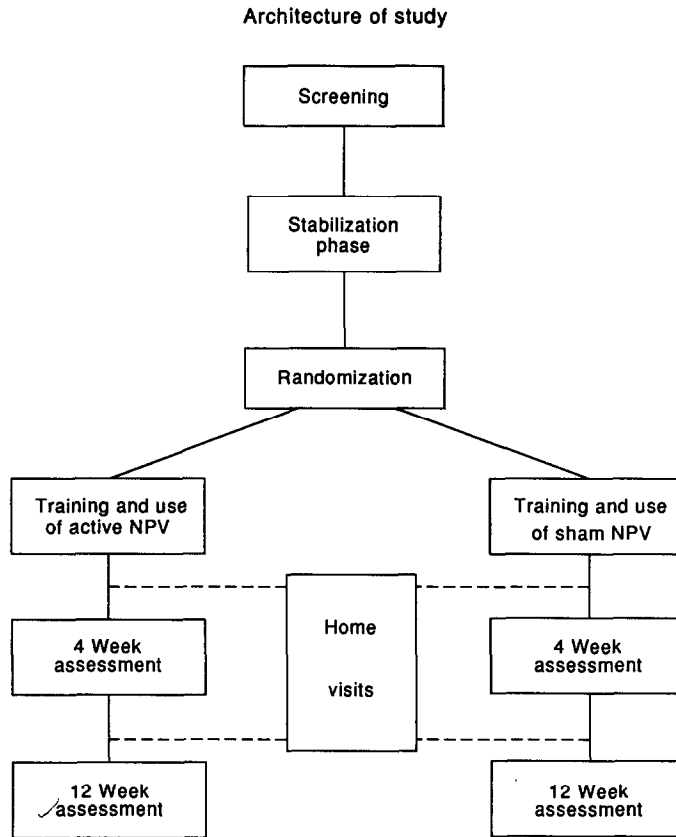 Architecture of study
Screening
Stabilization
phase
Randomization
Training and use
of active NPV
Training and use
of sham NPV
Home
visits
4 Week
assessment
4 Week
assessment
12 Week
assessment
12 Week
assessment